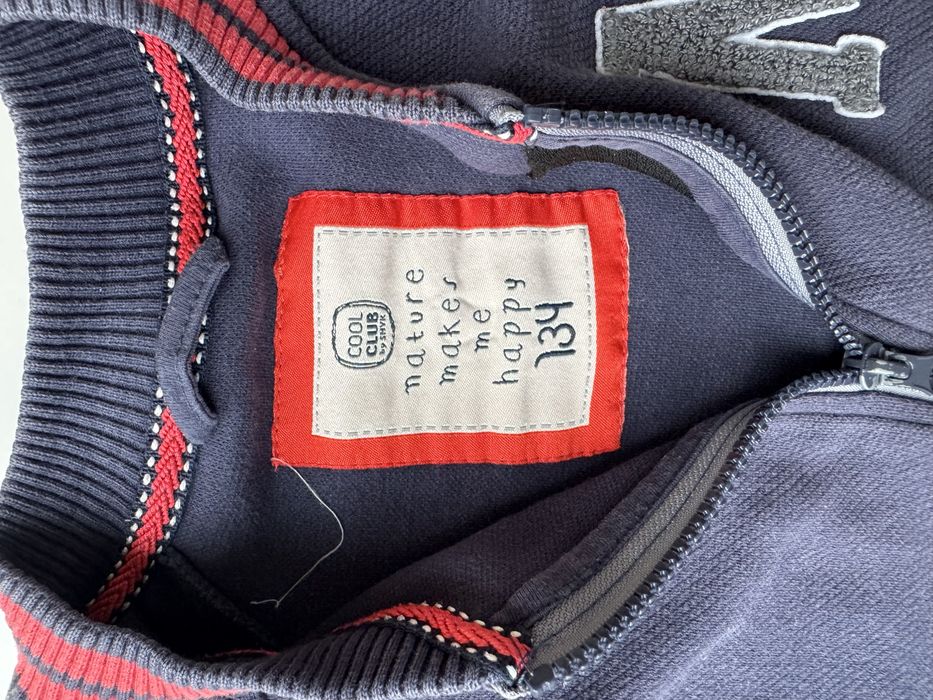 COOL
CLUB
BY SMYK
nature
makes
me
happy
134